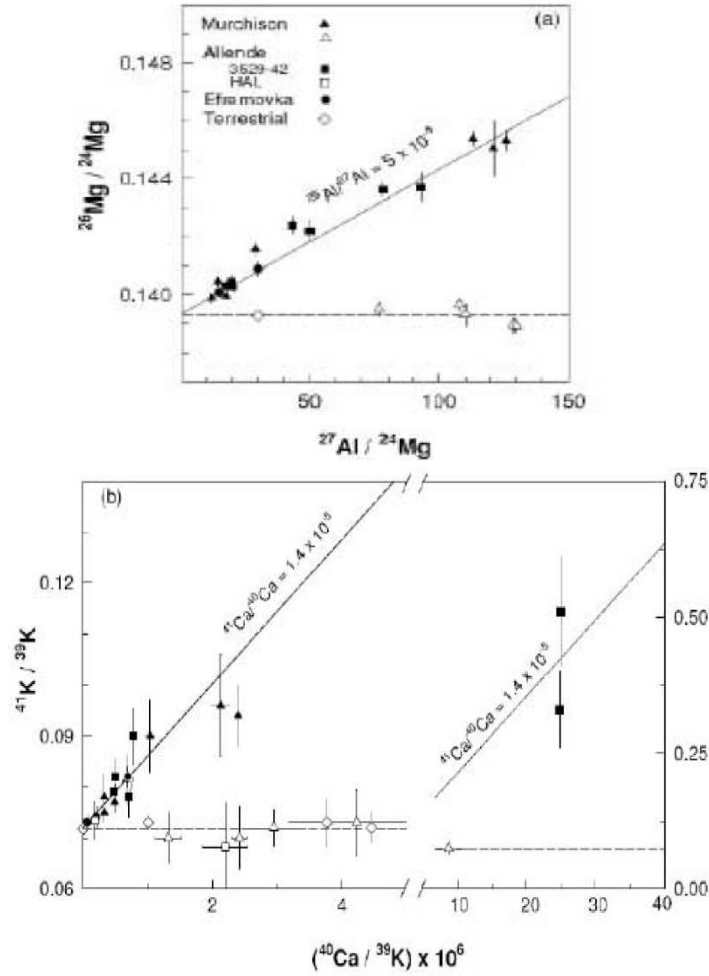 (a)
Murchison
Allende
3529-42
HAL
Efremovka
Terrestrial
0.148
0.144
0.140
²⁶Mg / ²⁴Mg
²⁶Al/²⁷Al = 5 x 10⁻⁵
50
100
150
²⁷Al / ²⁴Mg
(b)
0.12
0.09
0.06
⁴¹K / ³⁹K
⁴¹Ca/⁴⁰Ca = 1.4 x 10⁻⁸
⁴¹Ca/⁴⁰Ca = 1.4 x 10⁻⁸
0.75
0.50
0.25
0.00
2
4
10
20
30
40
(⁴⁰Ca / ³⁹K) x 10⁶